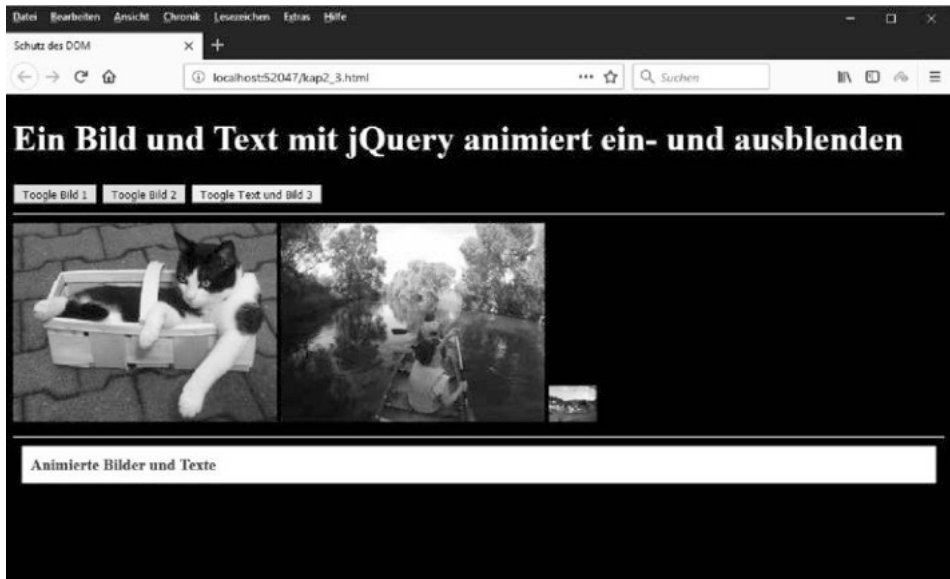 Datei Bearbeiten Ansicht Chronik Lesezeichen Extras Hilfe
Schutz des DOM
localhost:52047/kap2_3.html
Suchen
Ein Bild und Text mit jQuery animiert ein- und ausblenden
Toogle Bild 1 Toogle Bild 2 Toogle Text und Bild 3
Animierte Bilder und Texte